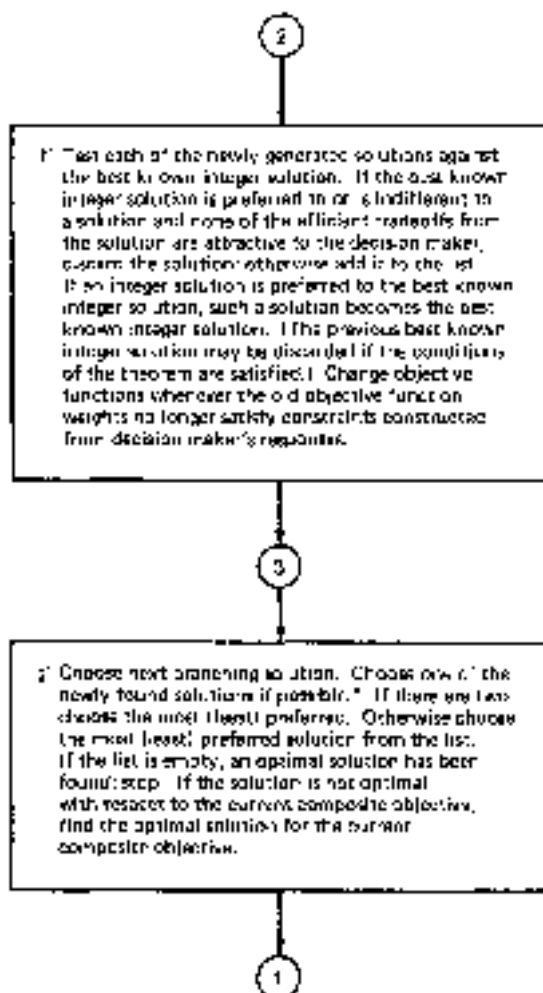 2
f) Test each of the newly generated solutions against
the best known integer solution. If the best known
integer solution is preferred to or is indifferent to
a solution and none of the efficient tradeoffs from
the solution are attractive to the decision maker,
discard the solution; otherwise add it to the list.
If an integer solution is preferred to the best known
integer solution, such a solution becomes the best
known integer solution. (The previous best known
integer solution may be discarded if the conditions
of the theorem are satisfied.) Change objective
functions whenever the old objective function
weights no longer satisfy constraints constructed
from decision maker's responses.
3
g) Choose next branching solution. Choose one of the
newly found solutions if possible.* If there are two
choose the most (least) preferred. Otherwise choose
the most (least) preferred solution from the list.
If the list is empty, an optimal solution has been
found; stop. If the solution is not optimal
with respect to the current composite objective,
find the optimal solution for the current
composite objective.
1